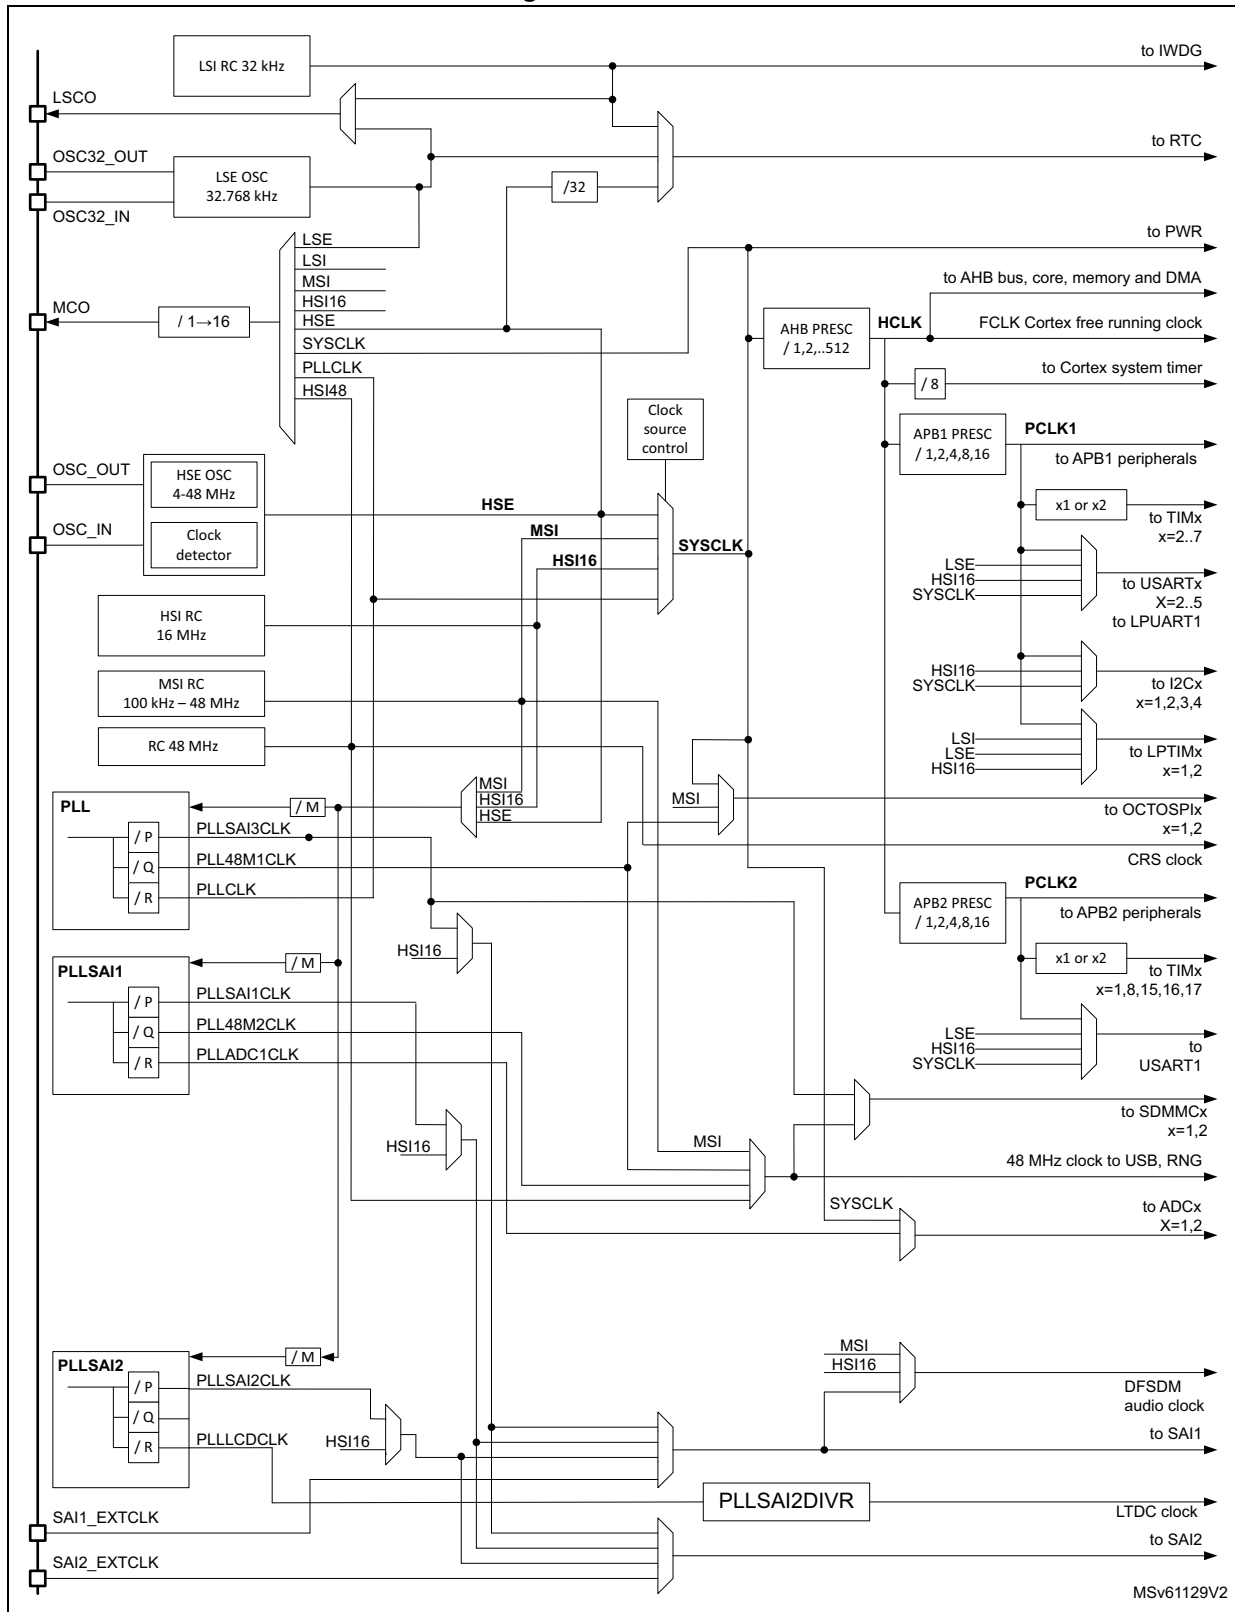 LSI RC 32 kHz
to IWDG
LSCO
to RTC
OSC32_OUT
LSE OSC
32.768 kHz
/32
OSC32_IN
to PWR
LSE
LSI
MSI
HSI16
HSE
SYSCLK
PLLCLK
HSI48
MCO
/ 1→16
to AHB bus, core, memory and DMA
AHB PRESC
/ 1,2,..512
HCLK
FCLK Cortex free running clock
to Cortex system timer
/ 8
Clock
source
control
APB1 PRESC
/ 1,2,4,8,16
PCLK1
to APB1 peripherals
OSC_OUT
HSE OSC
4-48 MHz
OSC_IN
Clock
detector
HSE
MSI
HSI16
SYSCLK
x1 or x2
to TIMx
x=2..7
LSE
HSI16
SYSCLK
to USARTx
X=2..5
to LPUART1
HSI RC
16 MHz
HSI16
SYSCLK
to I2Cx
x=1,2,3,4
MSI RC
100 kHz – 48 MHz
RC 48 MHz
LSI
LSE
HSI16
to LPTIMx
x=1,2
PLL
/ M
MSI
HSI16
HSE
MSI
to OCTOSPIx
x=1,2
/ P
PLLSAI3CLK
/ Q
PLL48M1CLK
/ R
PLLCLK
CRS clock
APB2 PRESC
/ 1,2,4,8,16
PCLK2
to APB2 peripherals
HSI16
PLLSAI1
/ M
x1 or x2
to TIMx
x=1,8,15,16,17
/ P
PLLSAI1CLK
/ Q
PLL48M2CLK
/ R
PLLADC1CLK
LSE
HSI16
SYSCLK
to
USART1
to SDMMCx
x=1,2
HSI16
MSI
48 MHz clock to USB, RNG
SYSCLK
to ADCx
X=1,2
PLLSAI2
/ M
MSI
HSI16
DFSDM
audio clock
/ P
PLLSAI2CLK
/ Q
/ R
PLLLCDCLK
HSI16
to SAI1
PLLSAI2DIVR
LTDC clock
SAI1_EXTCLK
to SAI2
SAI2_EXTCLK
MSv61129V2